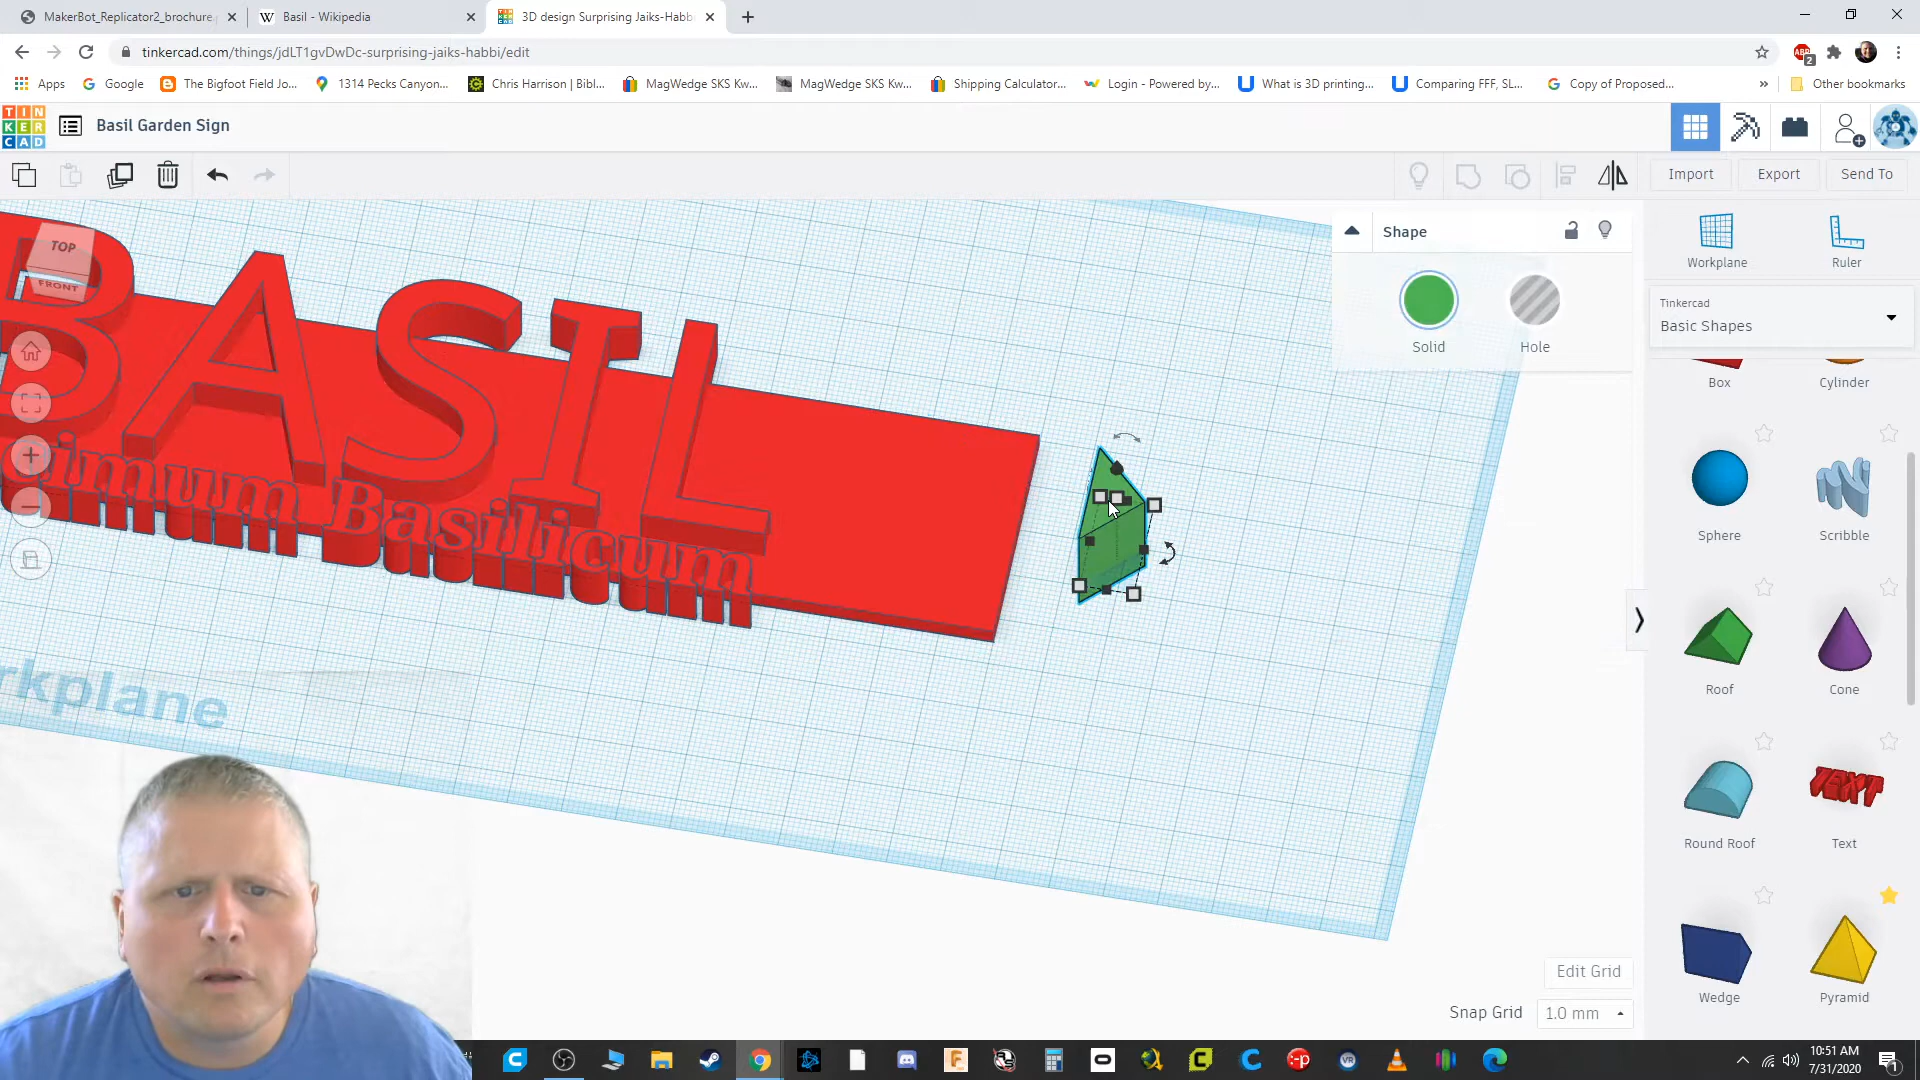 MakerBot_Replicator2_brochure.
Basil - Wikipedia
3D design Surprising Jaiks-Habb
tinkercad.com/things/jdLT1gvDwDc-surprising-jaiks-habbi/edit
ABP
2
Apps
Google
The Bigfoot Field Jo...
1314 Pecks Canyon...
Chris Harrison | Bibl...
MagWedge SKS Kw...
MagWedge SKS Kw...
Shipping Calculator...
Login - Powered by...
What is 3D printing...
Comparing FFF, SL...
Copy of Proposed...
»
Other bookmarks
TIN
KER
CAD
Basil Garden Sign
Import
Export
Send To
TOP
FRONT
BASIL
cimum Basilicum
rkplane
Shape
Solid
Hole
Workplane
Ruler
Tinkercad
Basic Shapes
Box
Cylinder
Sphere
Scribble
Roof
Cone
TEXT
Round Roof
Text
Wedge
Pyramid
Edit Grid
Snap Grid
1.0 mm
10:51 AM
7/31/2020
1